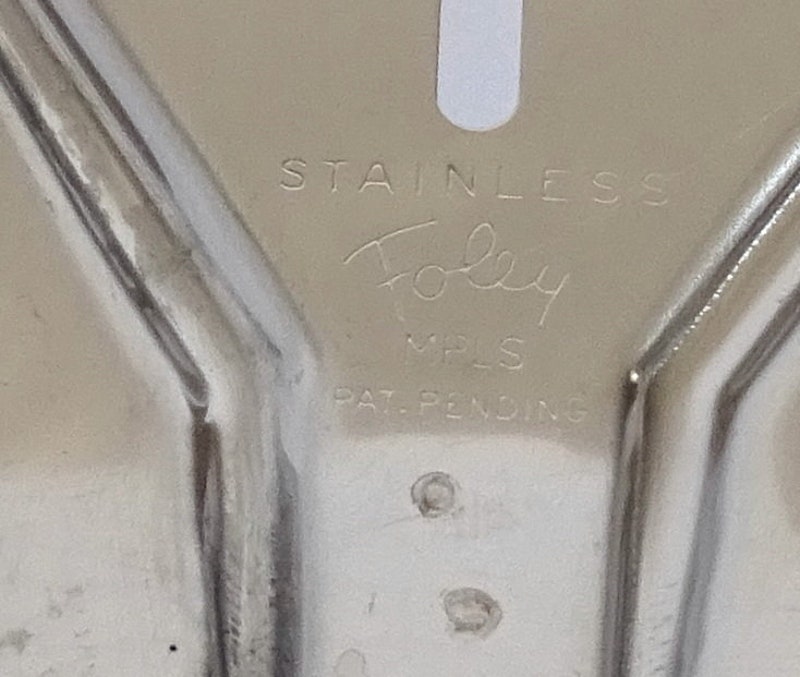 STAINLESS
Foley
MPLS
PAT. PENDING